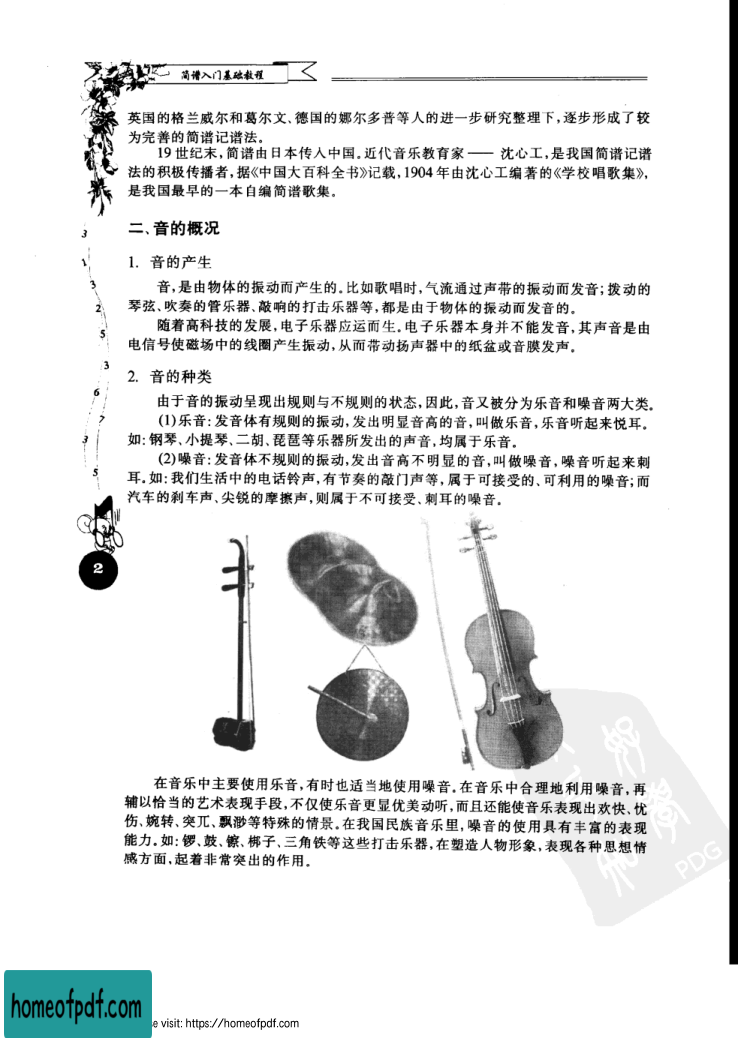 简谱入门基础教程
英国的格兰威尔和葛尔文、德国的娜尔多普等人的进一步研究整理下,逐步形成了较
为完善的简谱记谱法。
19 世纪末,简谱由日本传入中国。近代音乐教育家 —— 沈心工,是我国简谱记谱
法的积极传播者,据《中国大百科全书》记载,1904 年由沈心工编著的《学校唱歌集》,
是我国最早的一本自编简谱歌集。
二、音的概况
1. 音的产生
音,是由物体的振动而产生的。比如歌唱时,气流通过声带的振动而发音;拨动的
琴弦、吹奏的管乐器、敲响的打击乐器等,都是由于物体的振动而发音的。
随着高科技的发展,电子乐器应运而生。电子乐器本身并不能发音,其声音是由
电信号使磁场中的线圈产生振动,从而带动扬声器中的纸盆或音膜发声。
2. 音的种类
由于音的振动呈现出规则与不规则的状态,因此,音又被分为乐音和噪音两大类。
(1)乐音:发音体有规则的振动,发出明显音高的音,叫做乐音,乐音听起来悦耳。
如:钢琴、小提琴、二胡、琵琶等乐器所发出的声音,均属于乐音。
(2)噪音:发音体不规则的振动,发出音高不明显的音,叫做噪音,噪音听起来刺
耳。如:我们生活中的电话铃声,有节奏的敲门声等,属于可接受的、可利用的噪音;而
汽车的刹车声、尖锐的摩擦声,则属于不可接受、刺耳的噪音。
3
1
3
2
5
3
6
7
3
5
2
在音乐中主要使用乐音,有时也适当地使用噪音。在音乐中合理地利用噪音,再
辅以恰当的艺术表现手段,不仅使乐音更显优美动听,而且还能使音乐表现出欢快、忧
伤、婉转、突兀、飘渺等特殊的情景。在我国民族音乐里,噪音的使用具有丰富的表现
能力。如:锣、鼓、镲、梆子、三角铁等这些打击乐器,在塑造人物形象,表现各种思想情
感方面,起着非常突出的作用。
PDG
homeofpdf.com
e visit: https://homeofpdf.com